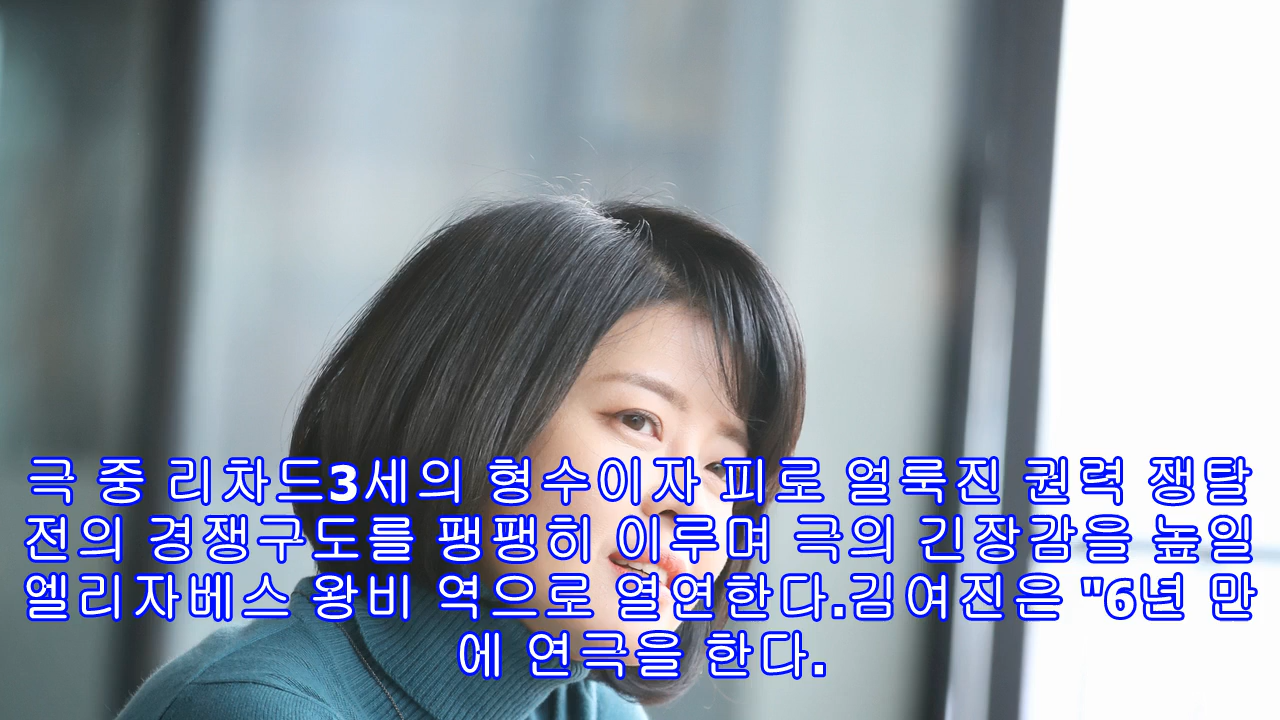 극 중 리차드3세의 형수이자 피로 얼룩진 권력 쟁탈
전의 경쟁구도를 팽팽히 이루며 극의 긴장감을 높일
엘리자베스 왕비 역으로 열연한다.김여진은 "6년 만
에 연극을 한다.